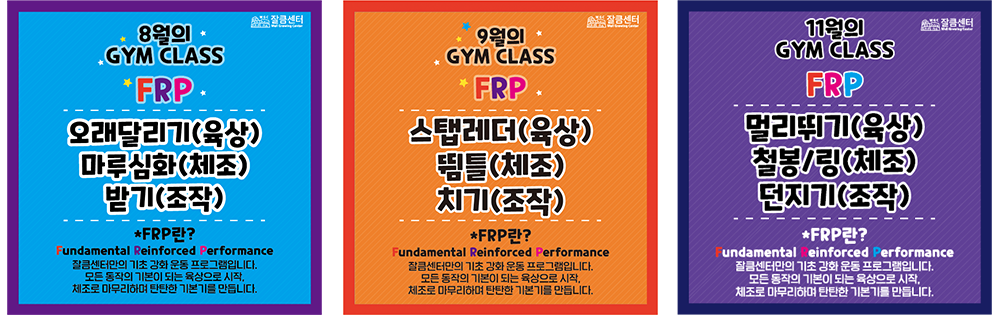 잘큼센터
Well Growing Center
8월의
GYM CLASS
FRP
오래달리기(육상)
마루심화(체조)
받기(조작)
*FRP란?
Fundamental Reinforced Performance
잘큼센터만의 기초 강화 운동 프로그램입니다.
모든 동작의 기본이 되는 육상으로 시작,
체조로 마무리하며 탄탄한 기본기를 만듭니다.
잘큼센터
Well Growing Center
9월의
GYM CLASS
FRP
스탭레더(육상)
뜀틀(체조)
치기(조작)
*FRP란?
Fundamental Reinforced Performance
잘큼센터만의 기초 강화 운동 프로그램입니다.
모든 동작의 기본이 되는 육상으로 시작,
체조로 마무리하며 탄탄한 기본기를 만듭니다.
잘큼센터
Well Growing Center
11월의
GYM CLASS
FRP
멀리뛰기(육상)
철봉/링(체조)
던지기(조작)
*FRP란?
Fundamental Reinforced Performance
잘큼센터만의 기초 강화 운동 프로그램입니다.
모든 동작의 기본이 되는 육상으로 시작,
체조로 마무리하며 탄탄한 기본기를 만듭니다.